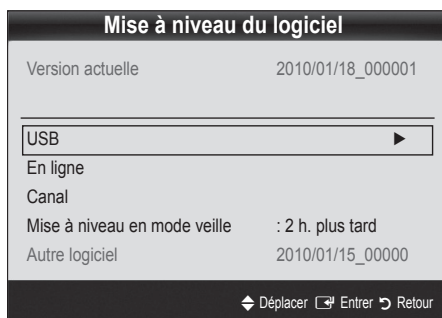 Mise à niveau du logiciel
Version actuelle 2010/01/18_000001
USB ►
En ligne
Canal
Mise à niveau en mode veille : 2 h. plus tard
Autre logiciel 2010/01/15_00000
Déplacer Entrer Retour